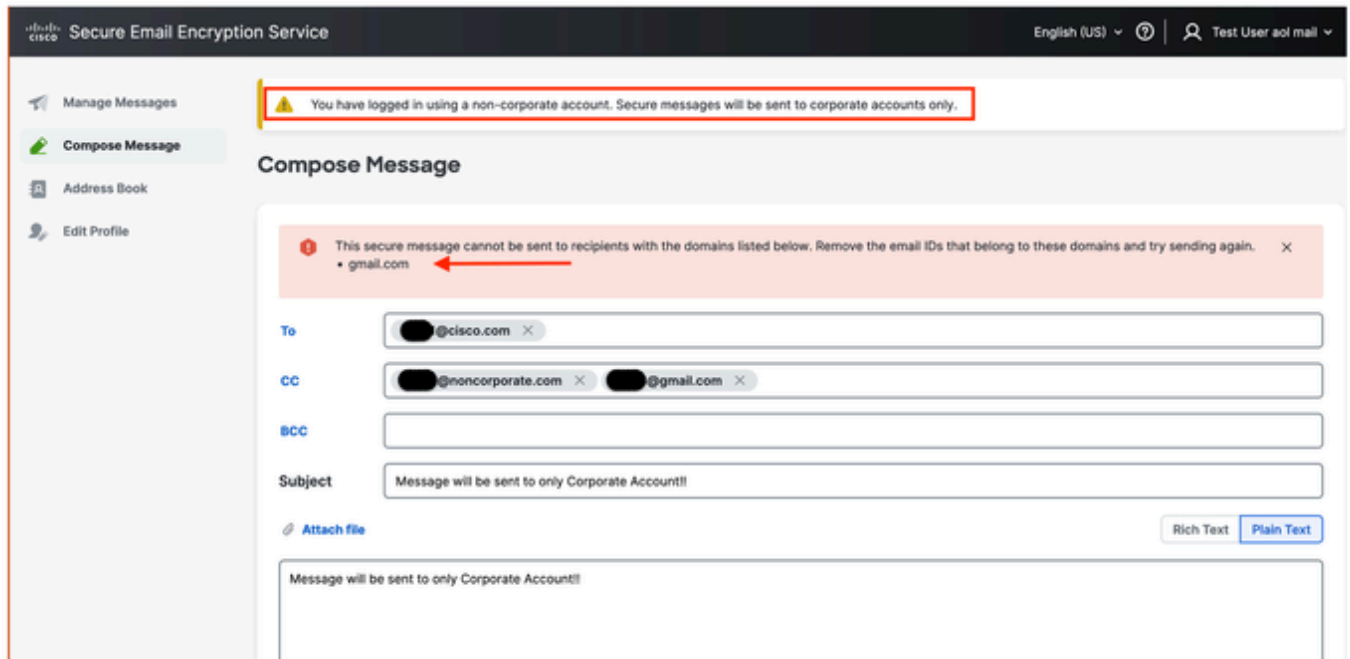 CISCO Secure Email Encryption Service
English (US)
Test User aol mail
Manage Messages
Compose Message
Address Book
Edit Profile
You have logged in using a non-corporate account. Secure messages will be sent to corporate accounts only.
Compose Message
This secure message cannot be sent to recipients with the domains listed below. Remove the email IDs that belong to these domains and try sending again.
• gmail.com
To
@cisco.com
CC
@noncorporate.com @gmail.com
BCC
Subject
Message will be sent to only Corporate Account!!
Attach file
Rich Text Plain Text
Message will be sent to only Corporate Account!!